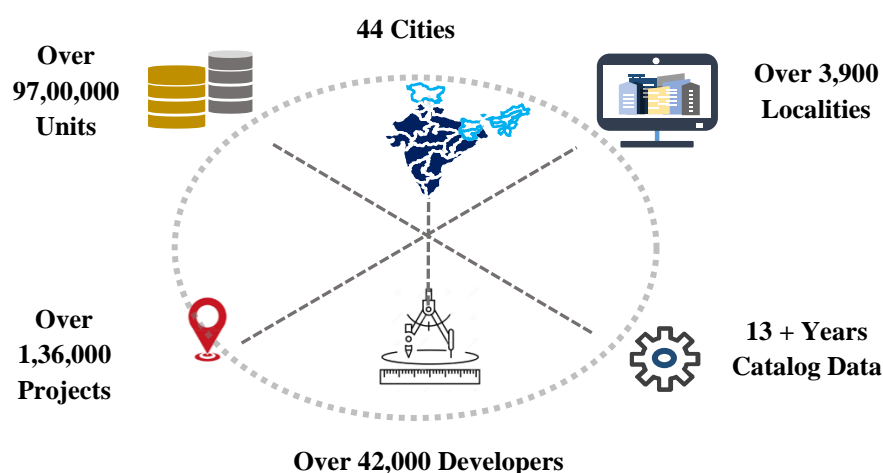 44 Cities
Over
97,00,000
Units
Over 3,900
Localities
Over
1,36,000
Projects
13 + Years
Catalog Data
Over 42,000 Developers